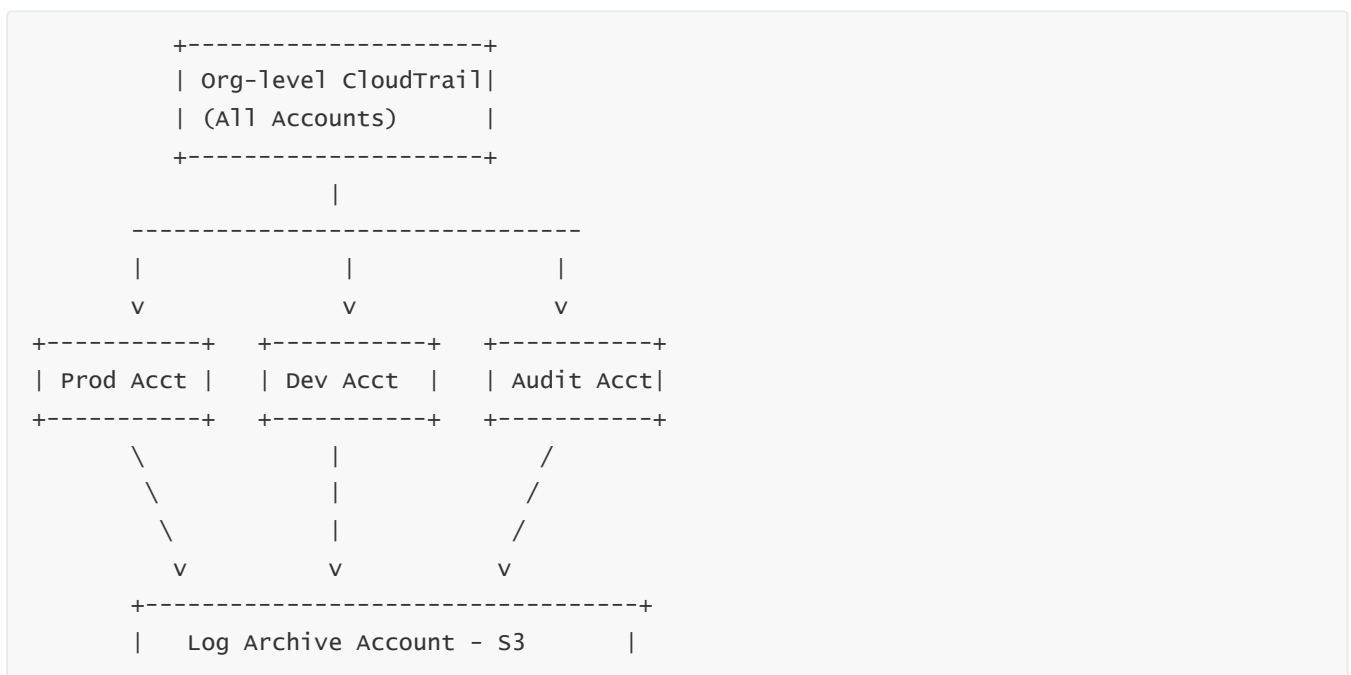 +---------------------+
| Org-level CloudTrail|
| (All Accounts)      |
+---------------------+
|
--------------------------------
|               |              |
v               v              v
+-----------+   +-----------+   +-----------+
| Prod Acct |   | Dev Acct  |   | Audit Acct|
+-----------+   +-----------+   +-----------+
\             |              /
\            |             /
\           |            /
v          v           v
+-----------------------------------+
|   Log Archive Account - S3       |